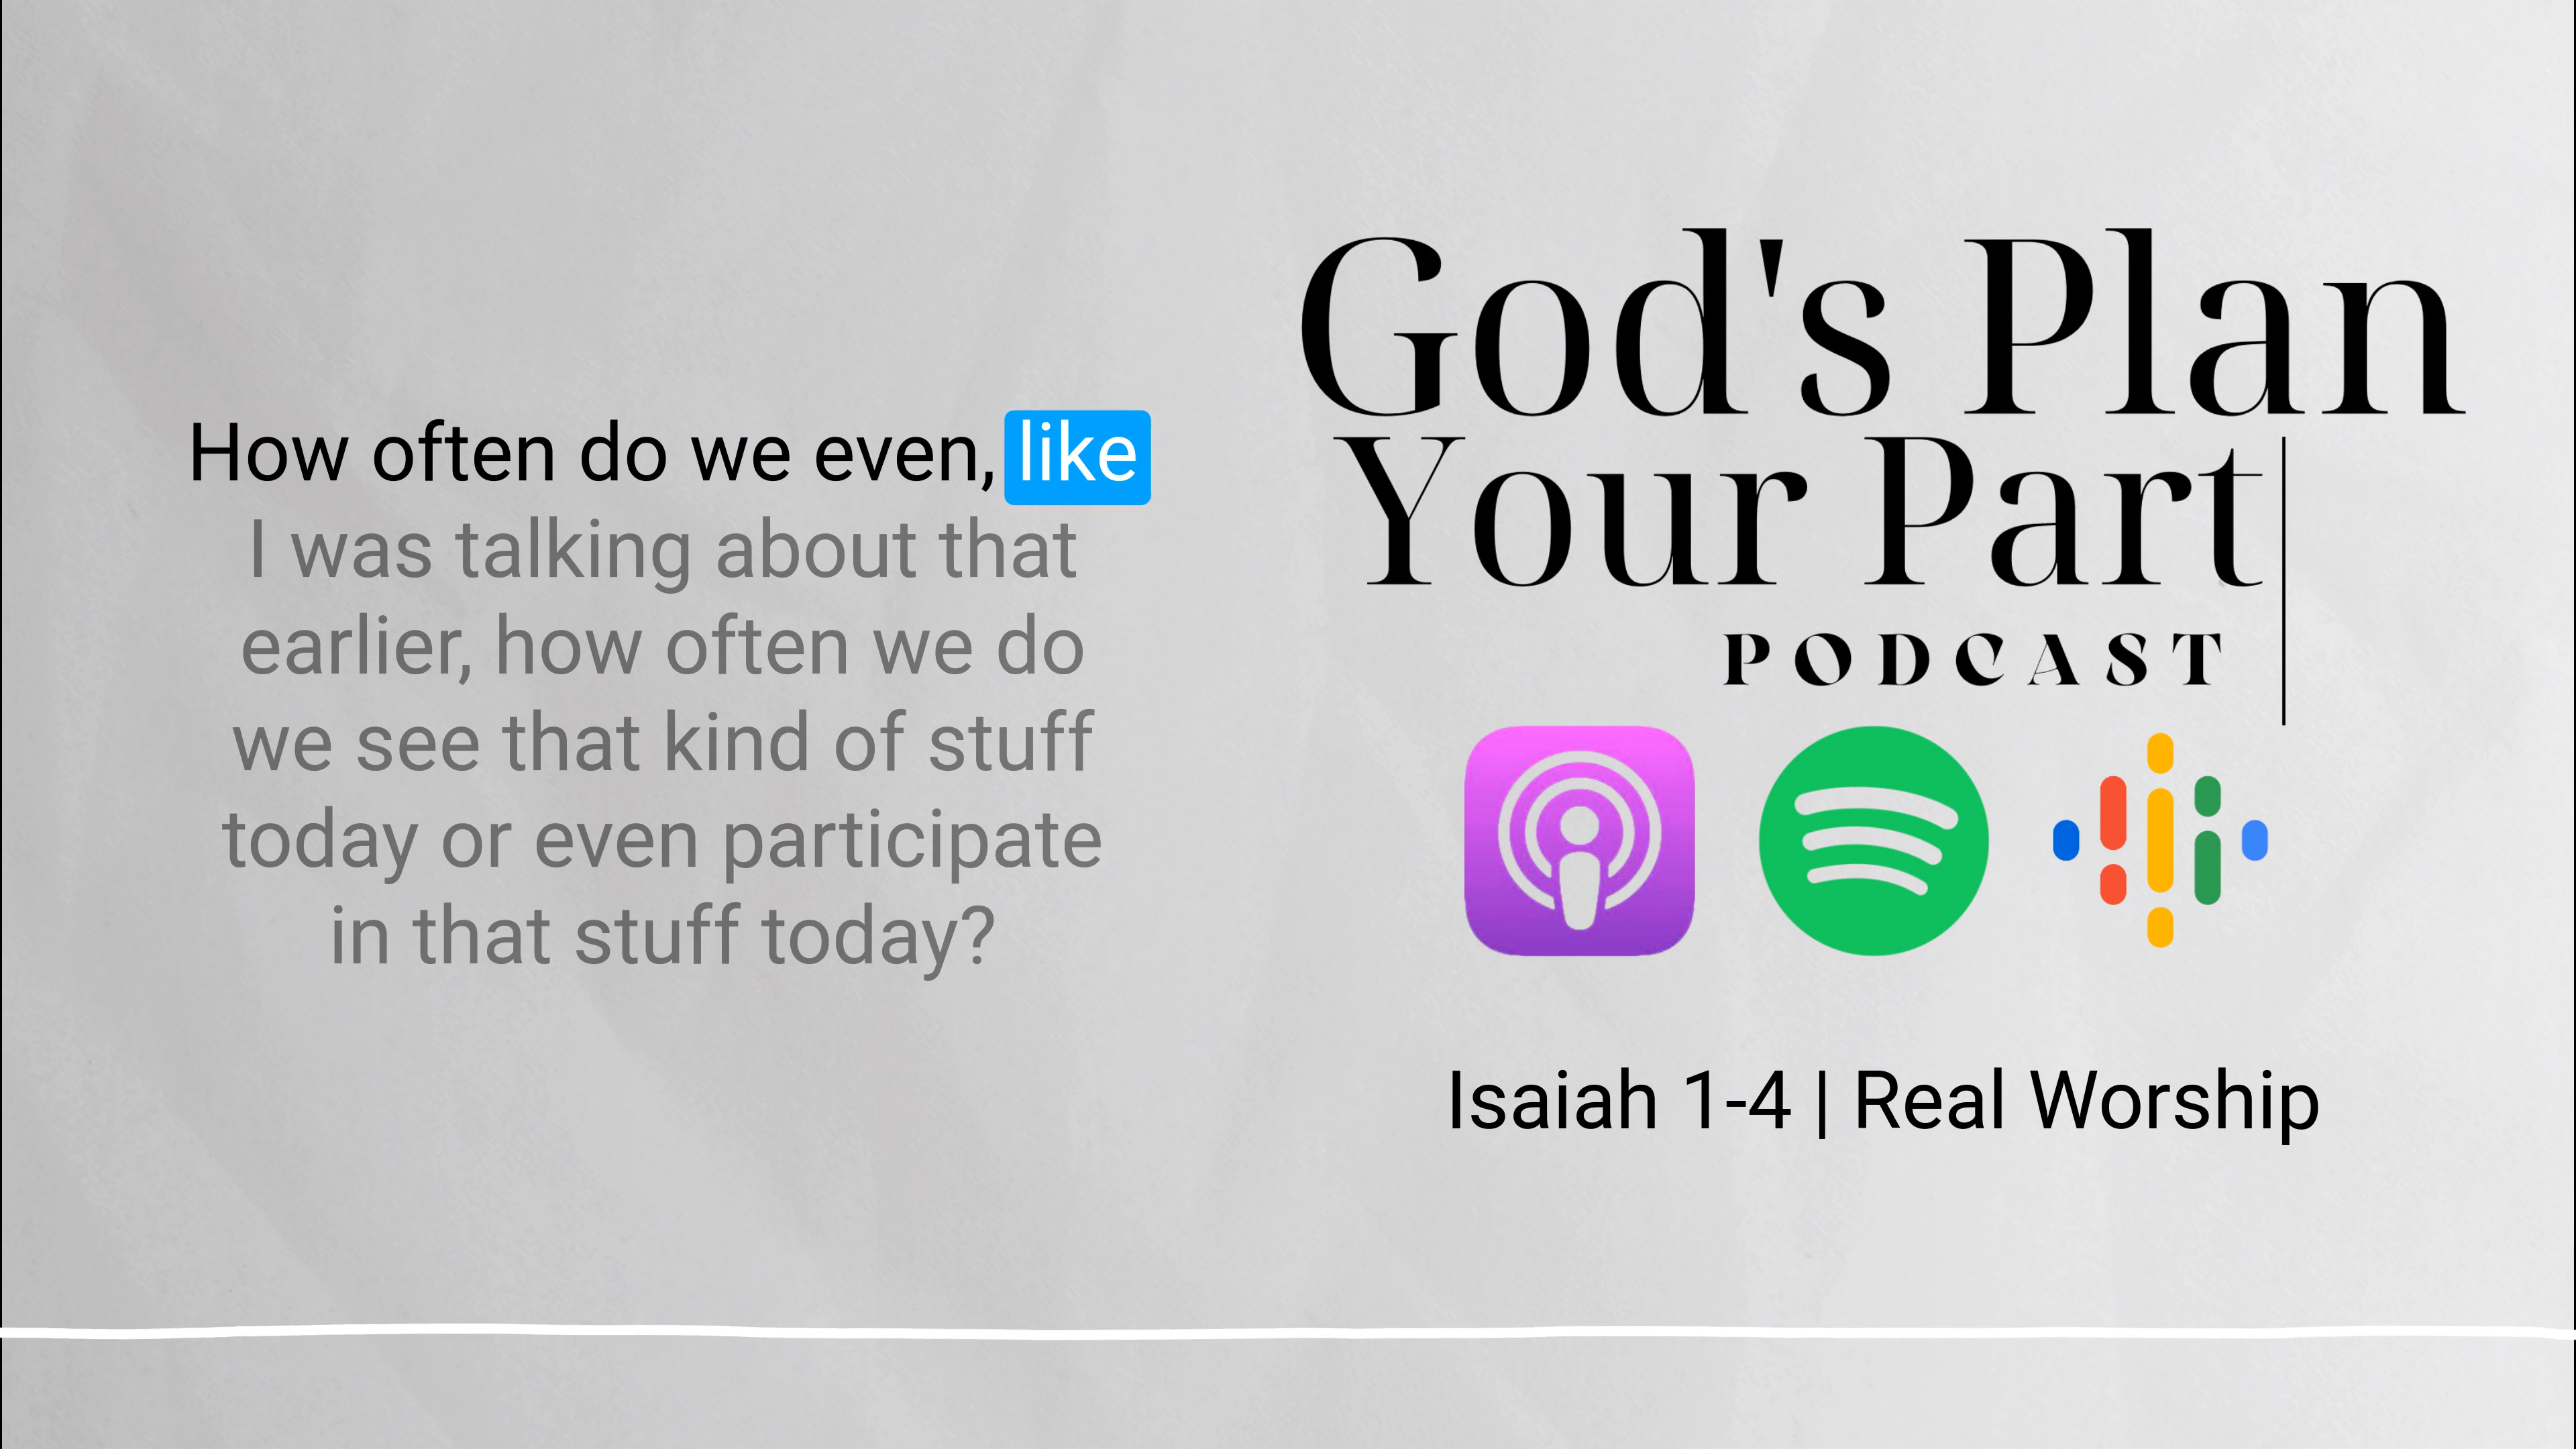 How often do we even, like
I was talking about that
earlier, how often we do
we see that kind of stuff
today or even participate
in that stuff today?
God's Plan
Your Part
PODCAST
Isaiah 1-4 | Real Worship